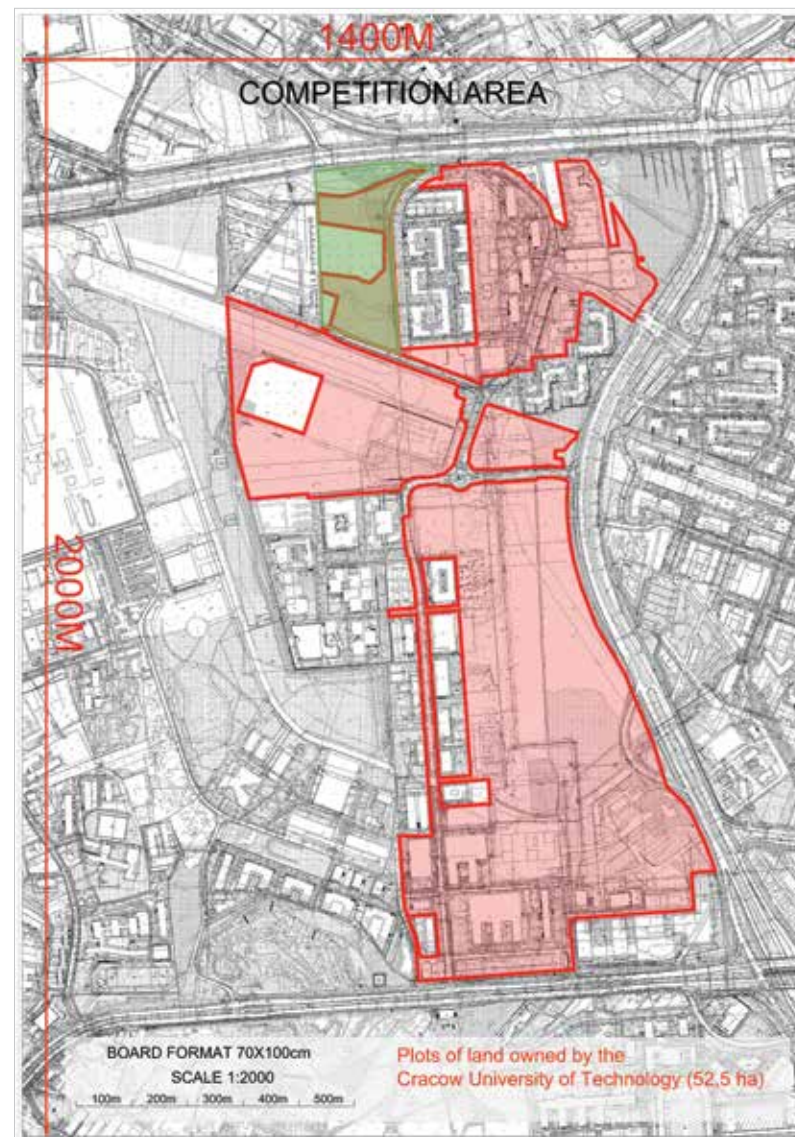 1400M
COMPETITION AREA
2000M
BOARD FORMAT 70X100cm
SCALE 1:2000
100m 200m 300m 400m 500m
Plots of land owned by the
Cracow University of Technology (52,5 ha)